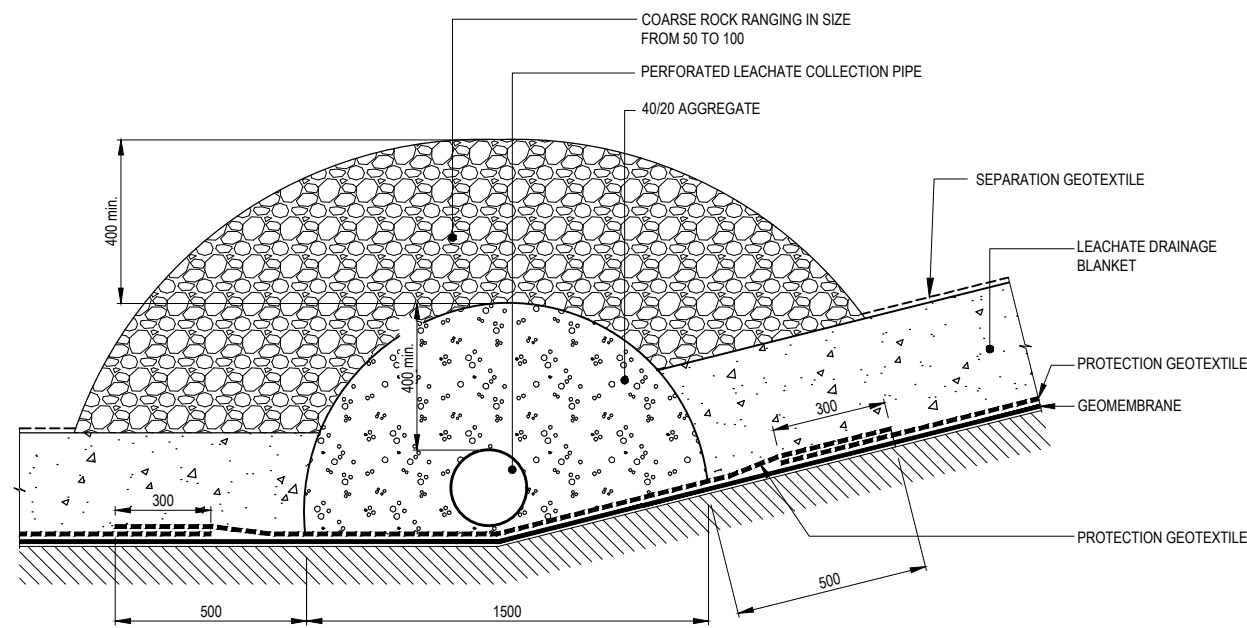 COARSE ROCK RANGING IN SIZE
FROM 50 TO 100
PERFORATED LEACHATE COLLECTION PIPE
40/20 AGGREGATE
SEPARATION GEOTEXTILE
400 min.
LEACHATE DRAINAGE
BLANKET
400 min.
PROTECTION GEOTEXTILE
300
GEOMEMBRANE
300
PROTECTION GEOTEXTILE
500
500
1500